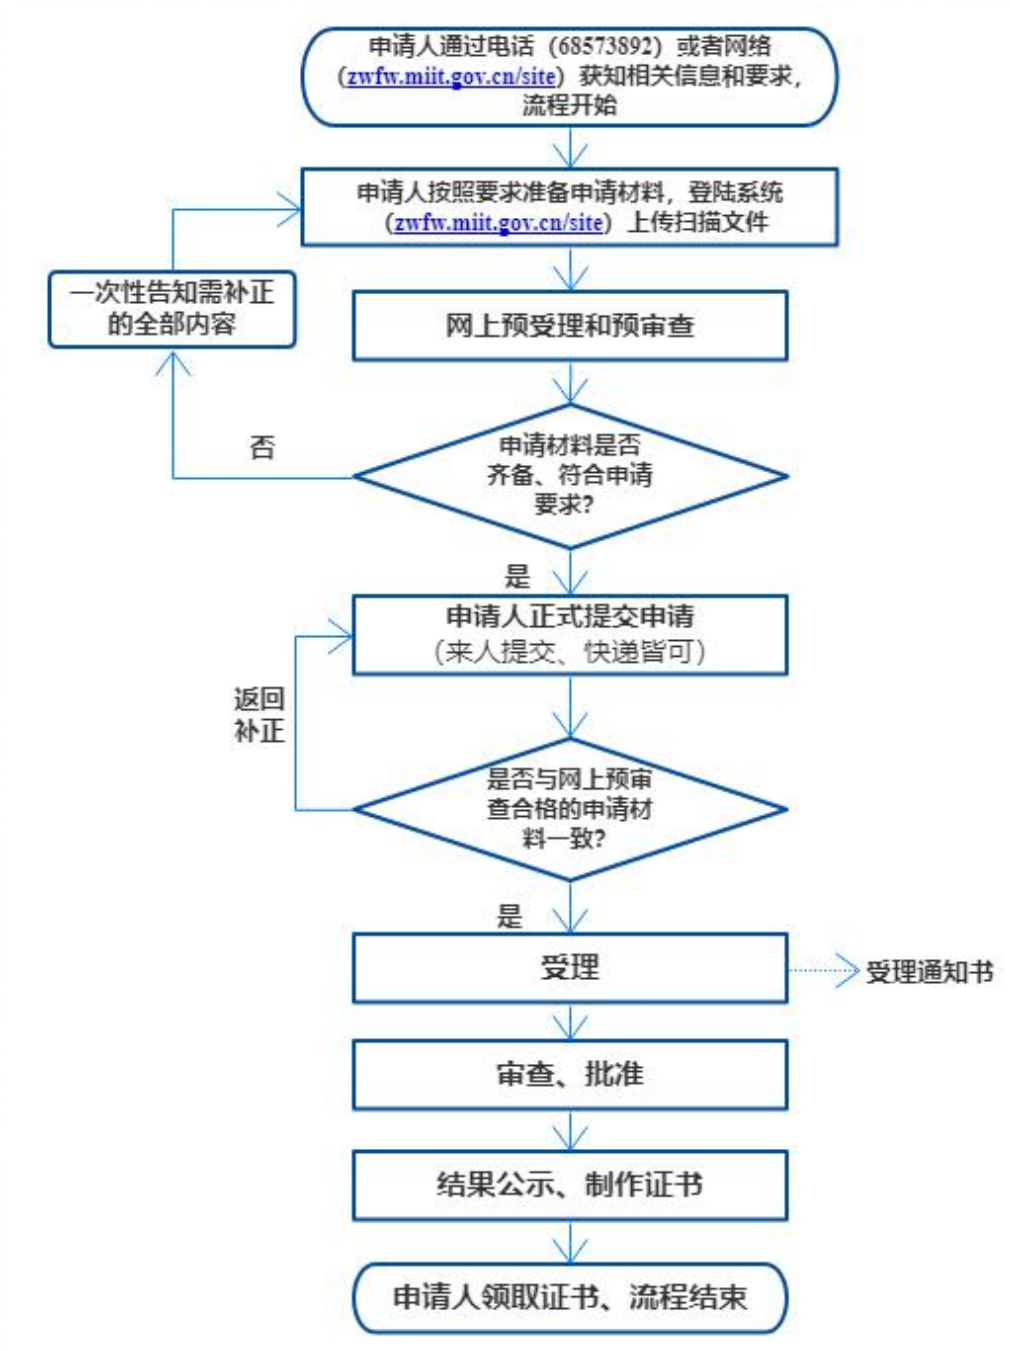 申请人通过电话（68573892）或者网络
（zwfw.miit.gov.cn/site）获知相关信息和要求，
流程开始
申请人按照要求准备申请材料，登陆系统
（zwfw.miit.gov.cn/site）上传扫描文件
一次性告知需补正
的全部内容
网上预受理和预审查
否
申请材料是否
齐备、符合申请
要求？
是
申请人正式提交申请
（来人提交、快递皆可）
返回
补正
是否与网上预审
查合格的申请材
料一致？
是
受理
受理通知书
审查、批准
结果公示、制作证书
申请人领取证书、流程结束